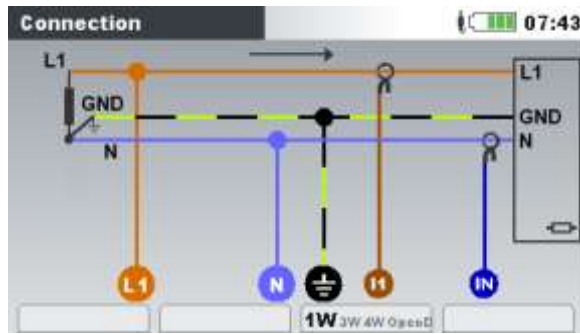 Connection 07:43
L1 L1
GND GND
N N
L1 N I1 IN
1W 3W 4W OpenD